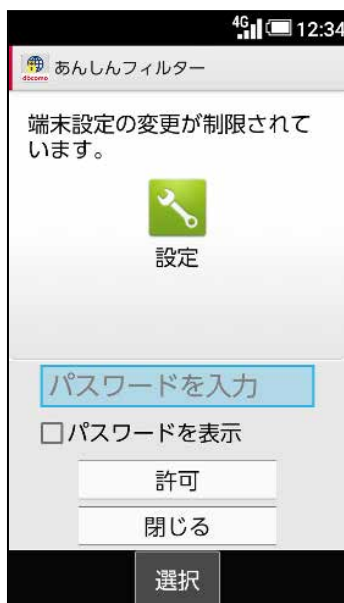 4G 12:34
docomo あんしんフィルター
端末設定の変更が制限されて
います。
設定
パスワードを入力
パスワードを表示
許可
閉じる
選択